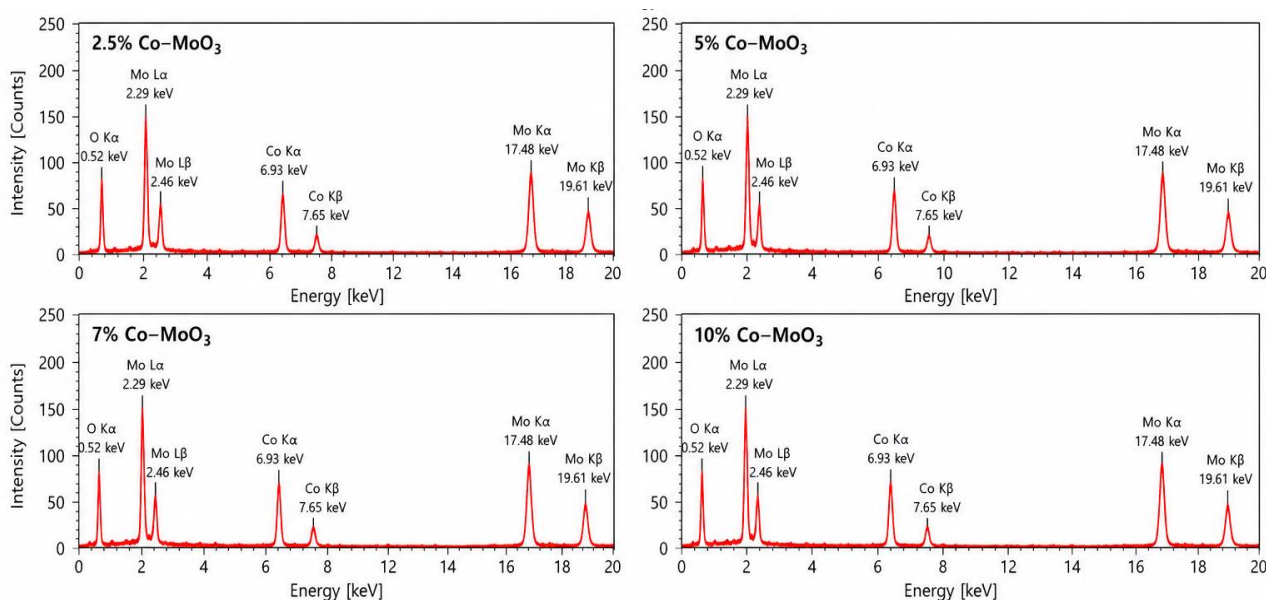 2.5% Co–MoO₃
Intensity [Counts]
250
200
150
100
50
0
Mo Lα
2.29 keV
O Kα
0.52 keV
Mo Lβ
2.46 keV
Co Kα
6.93 keV
Co Kβ
7.65 keV
Mo Kα
17.48 keV
Mo Kβ
19.61 keV
0 2 4 6 8 12 14 16 18 20
Energy [keV]
5% Co–MoO₃
250
200
150
100
50
0
Mo Lα
2.29 keV
O Kα
0.52 keV
Mo Lβ
2.46 keV
Co Kα
6.93 keV
Co Kβ
7.65 keV
Mo Kα
17.48 keV
Mo Kβ
19.61 keV
0 2 4 6 8 10 12 14 16 18 20
Energy [keV]
7% Co–MoO₃
Intensity [Counts]
250
200
150
100
50
0
Mo Lα
2.29 keV
O Kα
0.52 keV
Mo Lβ
2.46 keV
Co Kα
6.93 keV
Co Kβ
7.65 keV
Mo Kα
17.48 keV
Mo Kβ
19.61 keV
0 2 4 6 8 10 12 14 16 18 20
Energy [keV]
10% Co–MoO₃
250
200
150
100
50
0
Mo Lα
2.29 keV
O Kα
0.52 keV
Mo Lβ
2.46 keV
Co Kα
6.93 keV
Co Kβ
7.65 keV
Mo Kα
17.48 keV
Mo Kβ
19.61 keV
0 2 4 6 8 10 12 14 16 18 20
Energy [keV]